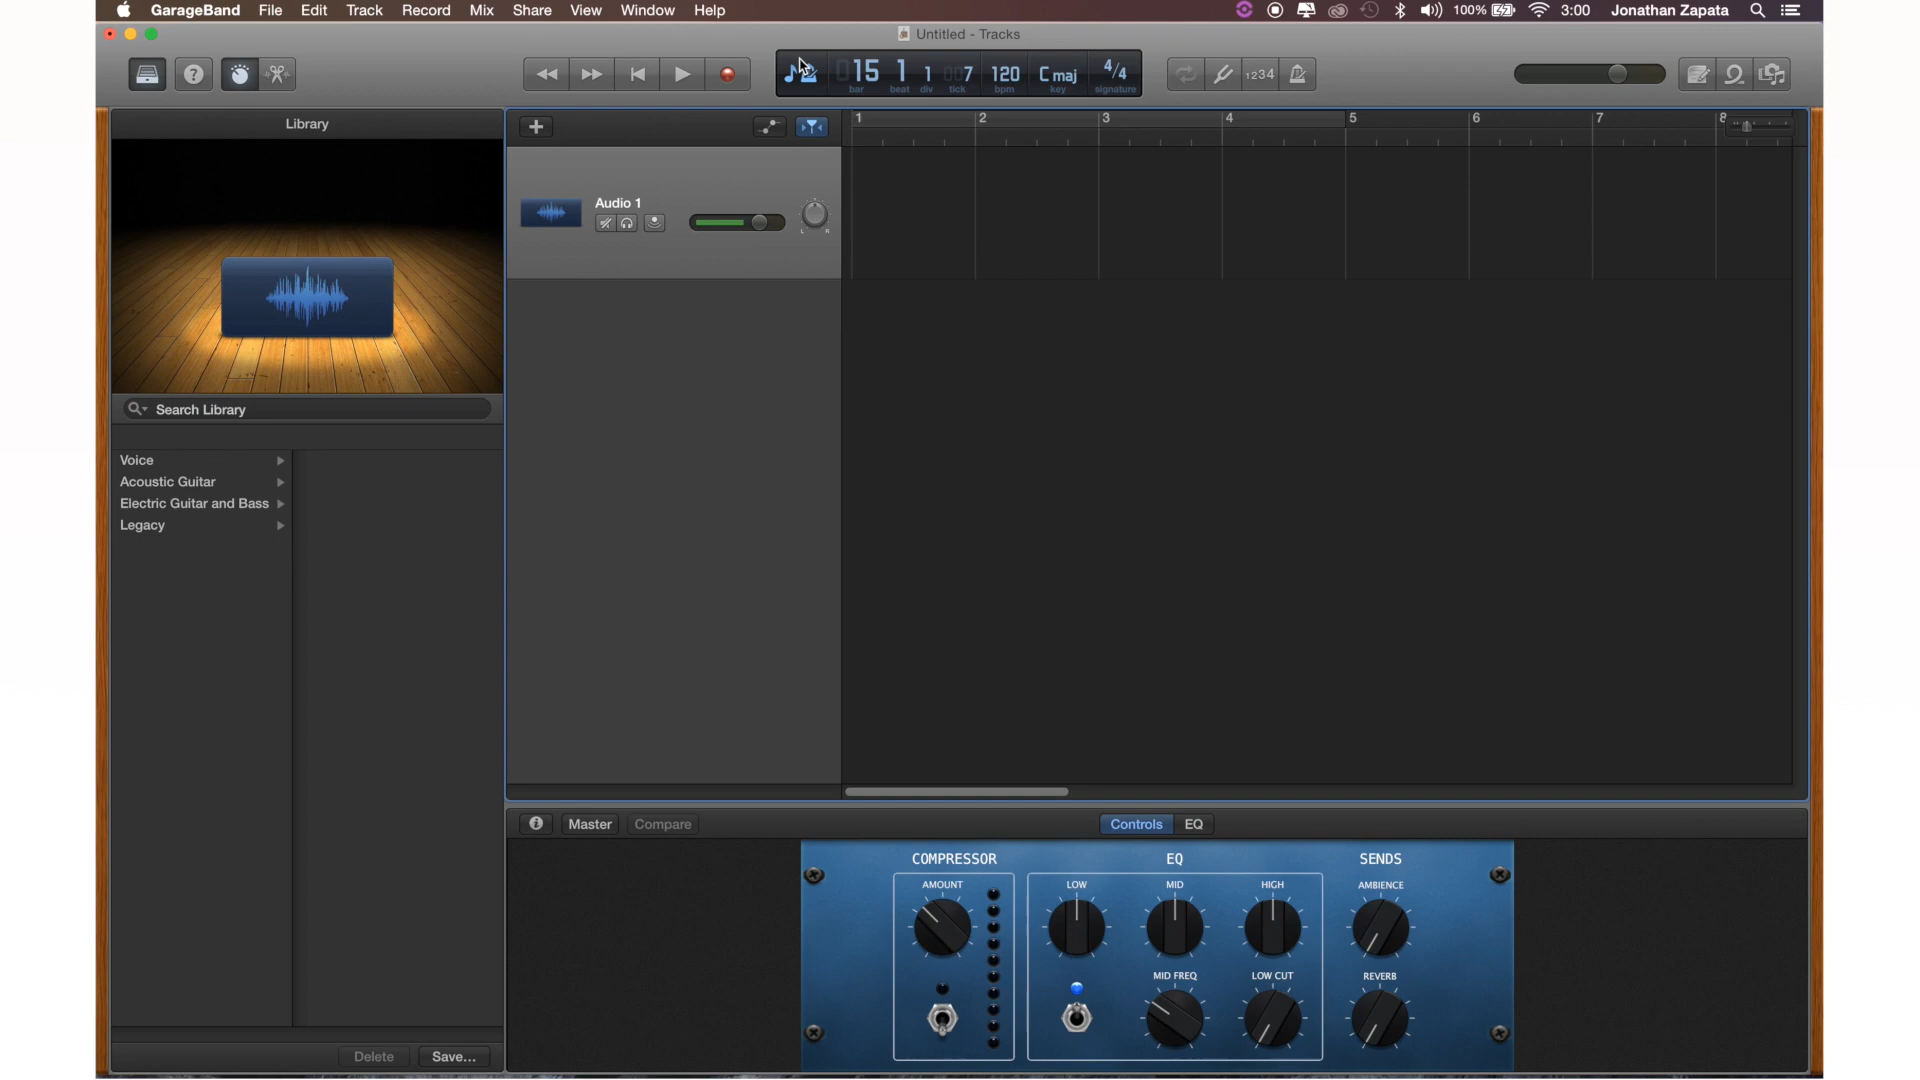 GarageBand File Edit Track Record Mix Share View Window Help 100% 3:00 Jonathan Zapata
Untitled - Tracks
015 1 1 007 120 C maj 4/4
bar beat div tick bpm key signature
1234
Library
1 2 3 4 5 6 7 8
Audio 1
L R
Search Library
Voice
Acoustic Guitar
Electric Guitar and Bass
Legacy
Master Compare Controls EQ
COMPRESSOR EQ SENDS
AMOUNT LOW MID HIGH AMBIENCE
MID FREQ LOW CUT REVERB
Delete Save...